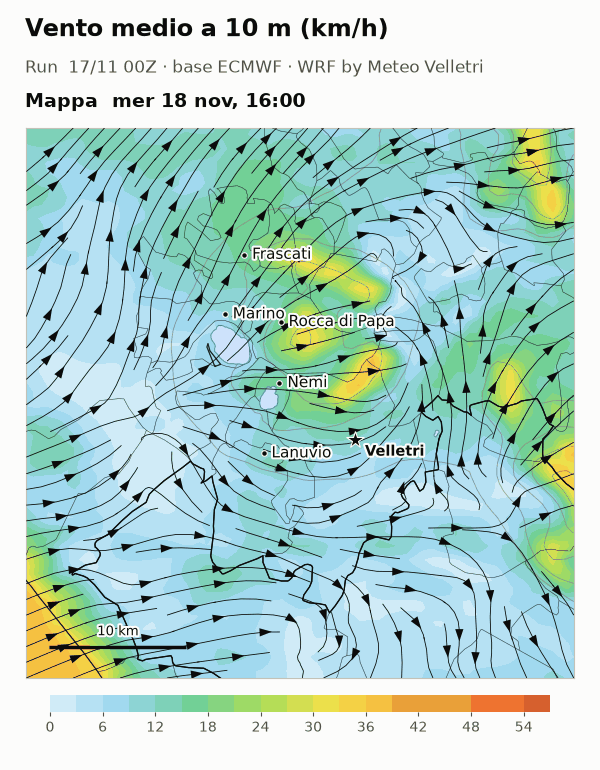 Vento medio a 10 m (km/h)
Run  17/11 00Z · base ECMWF · WRF by Meteo Velletri
Mappa  mer 18 nov, 16:00
Frascati
Marino
Rocca di Papa
Nemi
Velletri
Lanuvio
10 km
0 6 12 18 24 30 36 42 48 54